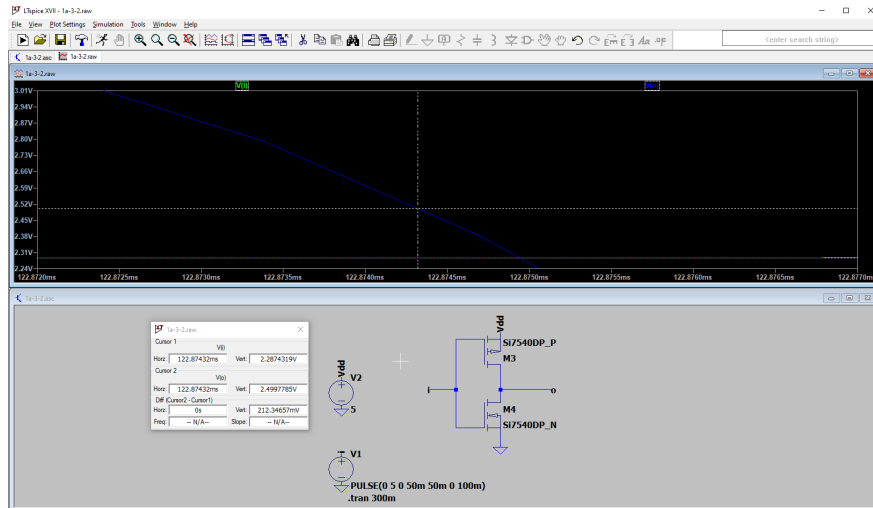 LTspice XVII - 1a-3-2.raw
File View Plot Settings Simulation Tools Window Help
<center search string>
1a-3-2.asc 1a-3-2.raw
1a-3-2.raw
V(i)
3.01V
2.94V
2.87V
2.80V
2.73V
2.66V
2.59V
2.52V
2.45V
2.38V
2.31V
2.24V
122.8720ms 122.8725ms 122.8730ms 122.8735ms 122.8740ms 122.8745ms 122.8750ms 122.8755ms 122.8760ms 122.8765ms 122.8770m
1a-3-2.asc
1a-3-2.raw
Cursor 1
V(i)
Horz: 122.87432ms Vert: 2.2874319V
Cursor 2
V(o)
Horz: 122.87432ms Vert: 2.4997785V
Diff (Cursor2 - Cursor1)
Horz: 0s Vert: 212.34657mV
Freq: -- N/A-- Slope: -- N/A--
Vdd
V2
5
V1
PULSE(0 5 0 50m 50m 0 100m)
.tran 300m
Vdd
Si7540DP_P
M3
i
o
M4
Si7540DP_N